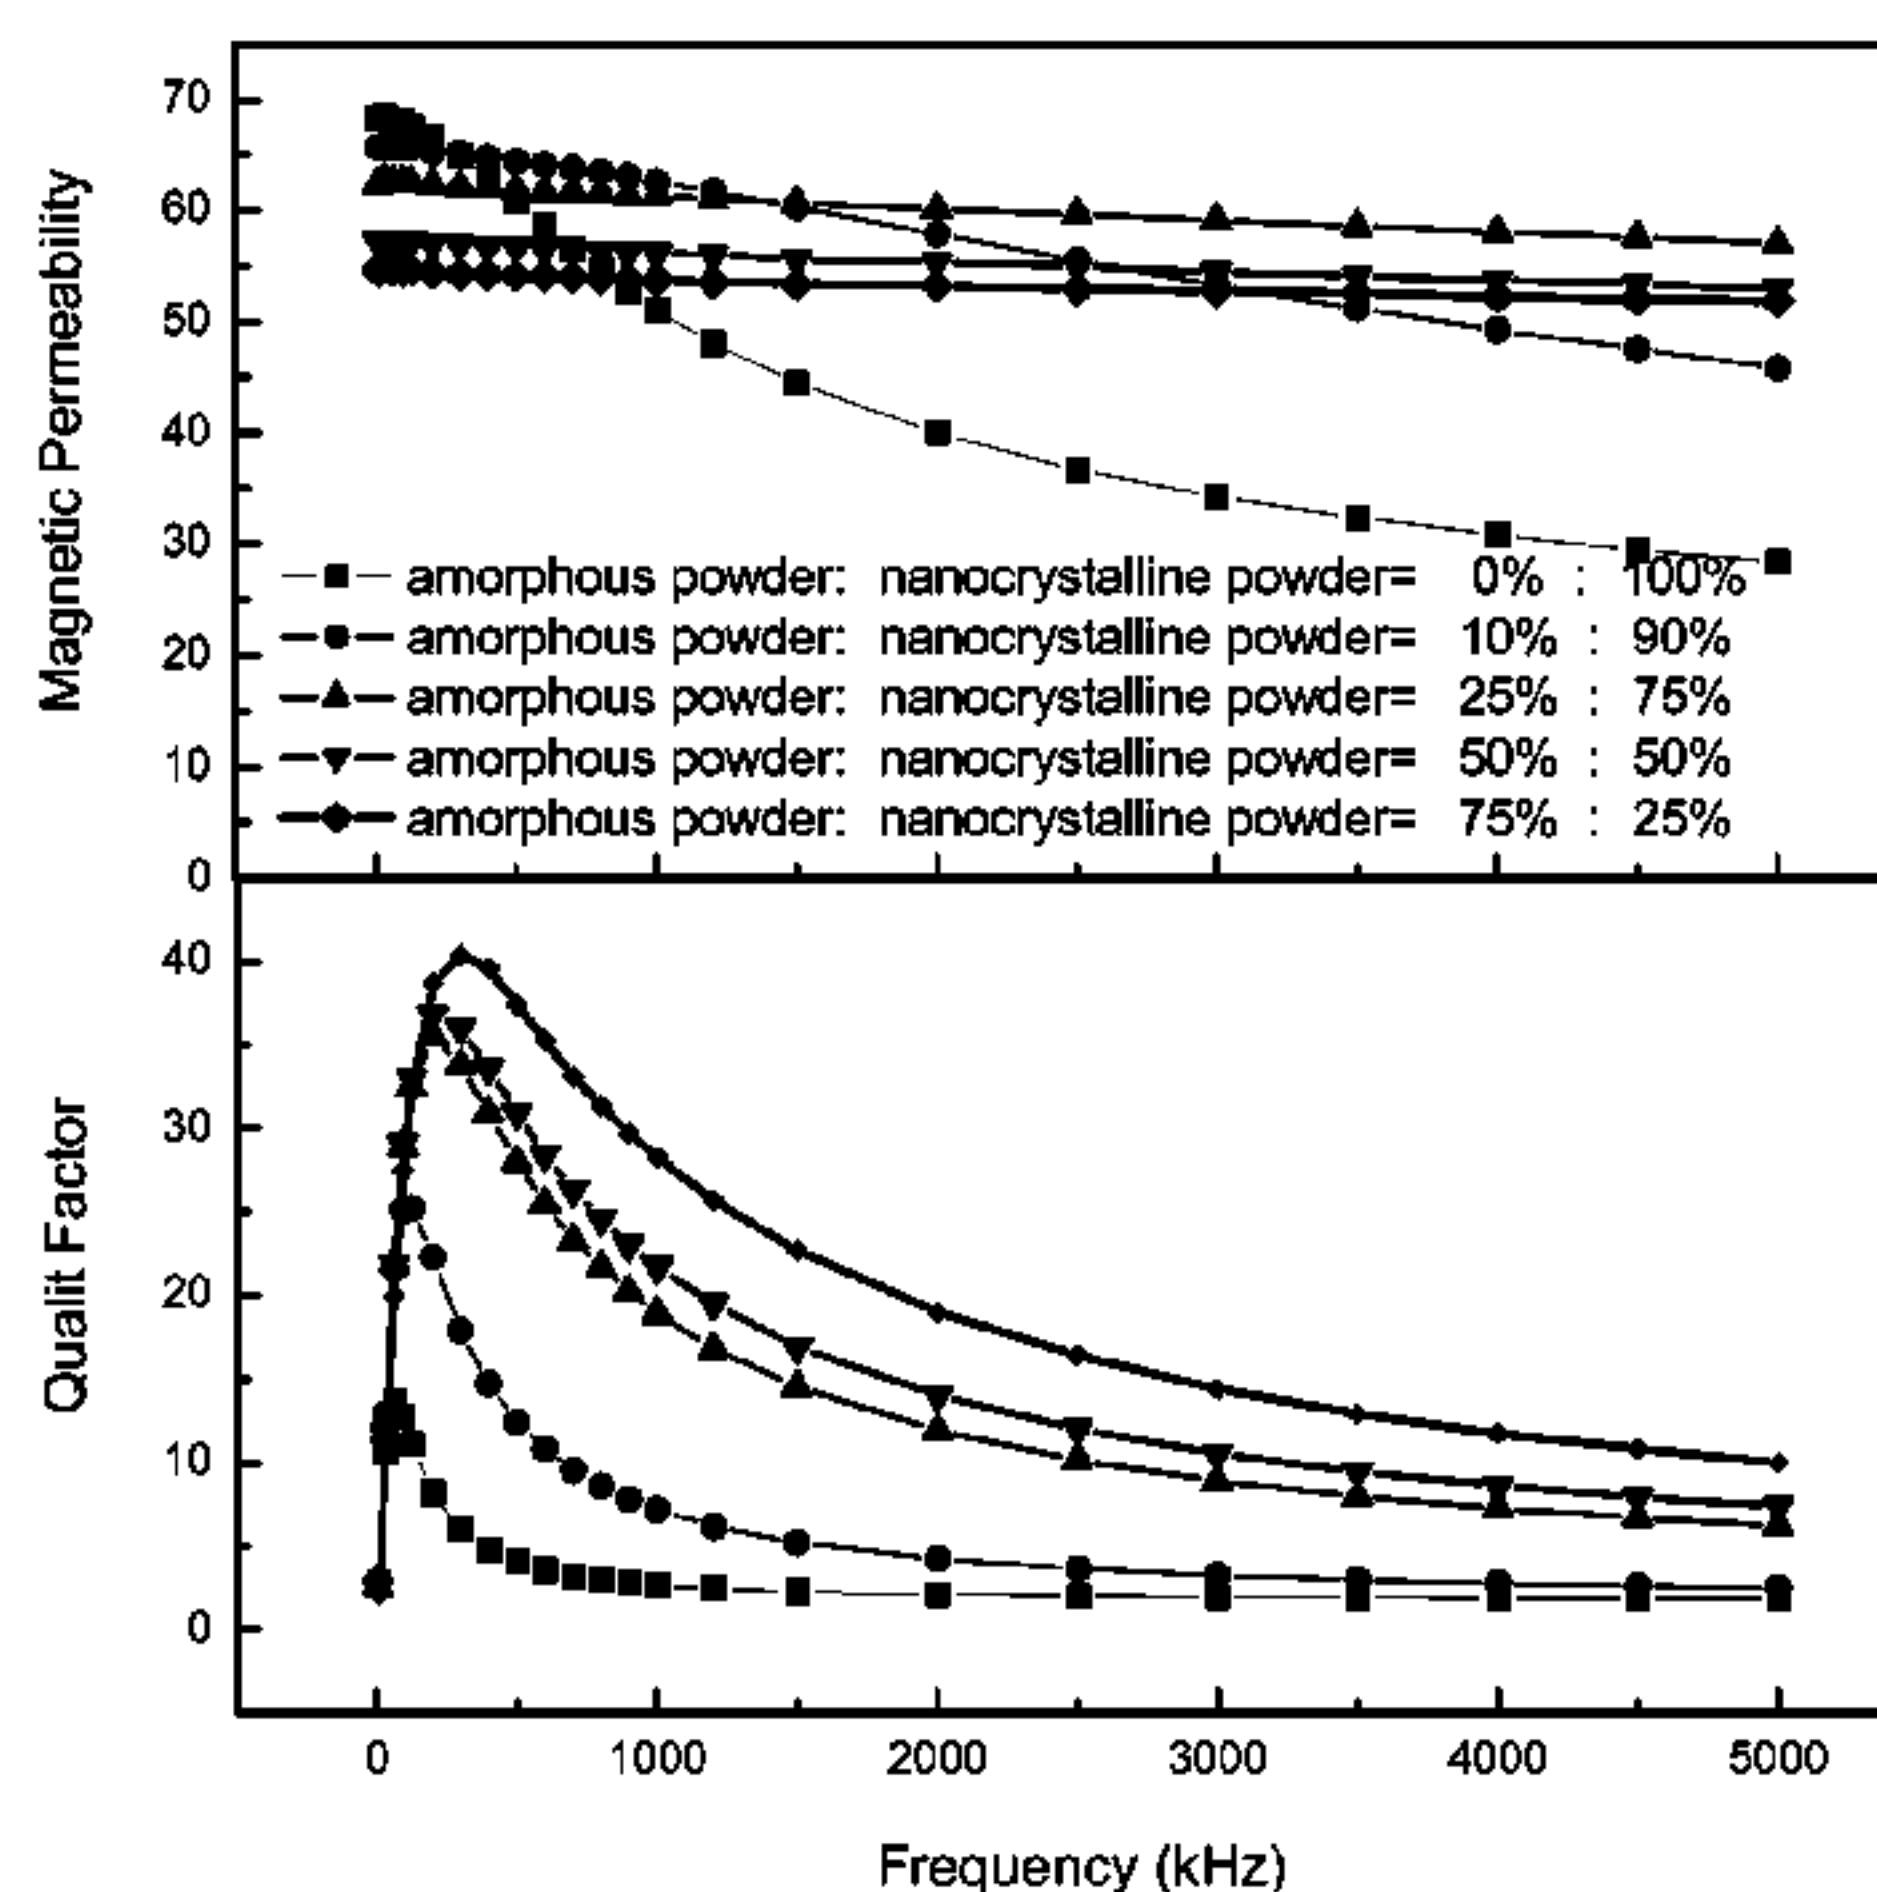 Magnetic Permeability
70
60
50
40
30
20
10
0
amorphous powder: nanocrystalline powder= 0% : 100%
amorphous powder: nanocrystalline powder= 10% : 90%
amorphous powder: nanocrystalline powder= 25% : 75%
amorphous powder: nanocrystalline powder= 50% : 50%
amorphous powder: nanocrystalline powder= 75% : 25%
Qualit Factor
40
30
20
10
0
0 1000 2000 3000 4000 5000
Frequency (kHz)